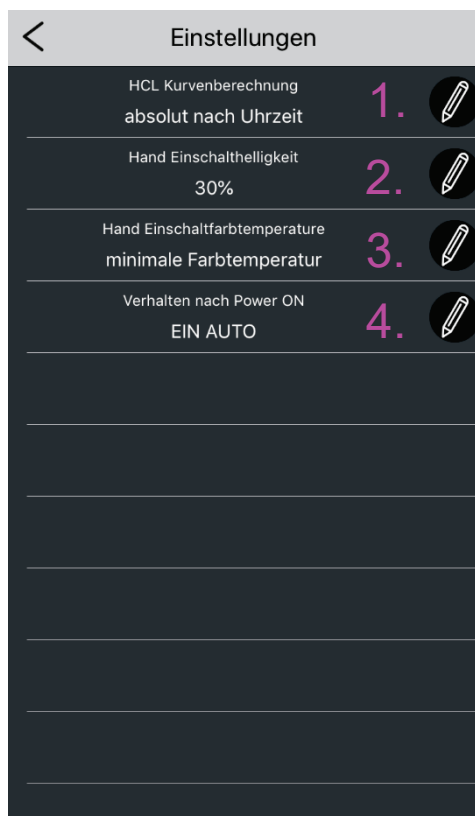 Einstellungen
HCL Kurvenberechnung
absolut nach Uhrzeit
1.
Hand Einschalthelligkeit
30%
2.
Hand Einschaltfarbtemperature
minimale Farbtemperatur
3.
Verhalten nach Power ON
EIN AUTO
4.